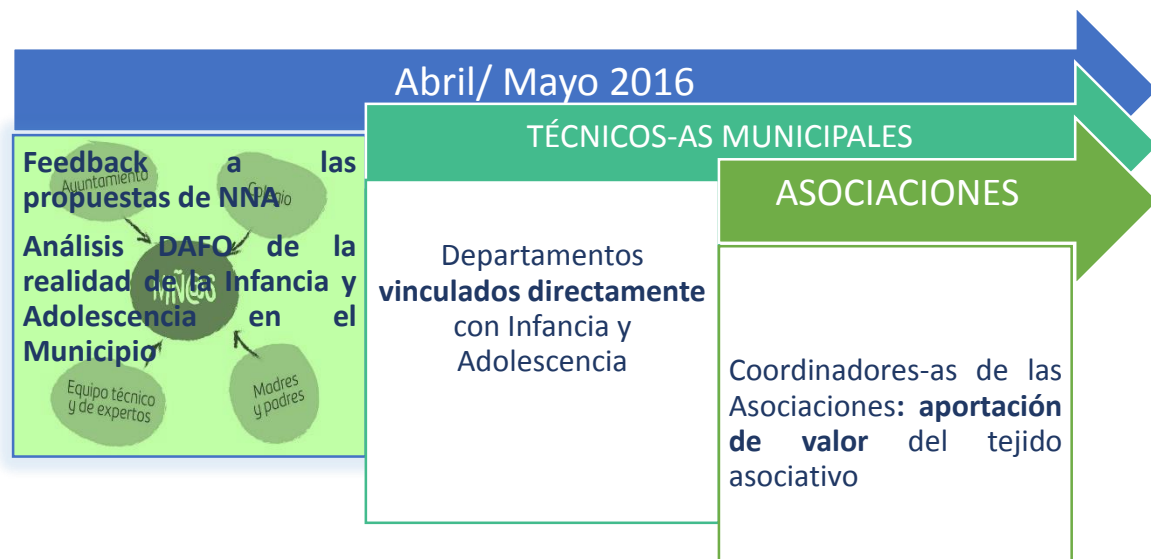 Abril/ Mayo 2016
TÉCNICOS-AS MUNICIPALES
ASOCIACIONES
Feedback a las
propuestas de NNA
Análisis DAFO de la
realidad de la Infancia y
Adolescencia en el
Municipio
Ayuntamiento
Colegio
NIÑ@S
Equipo técnico
y de expertos
Madres
y padres
Departamentos
vinculados directamente
con Infancia y
Adolescencia
Coordinadores-as de las
Asociaciones: aportación
de valor del tejido
asociativo